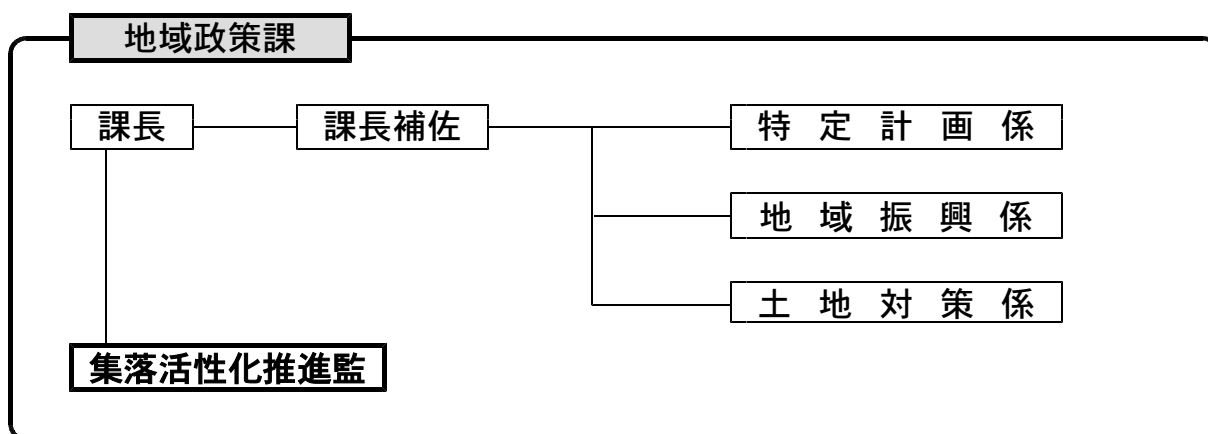 地域政策課
課長
課長補佐
特定計画係
地域振興係
土地対策係
集落活性化推進監